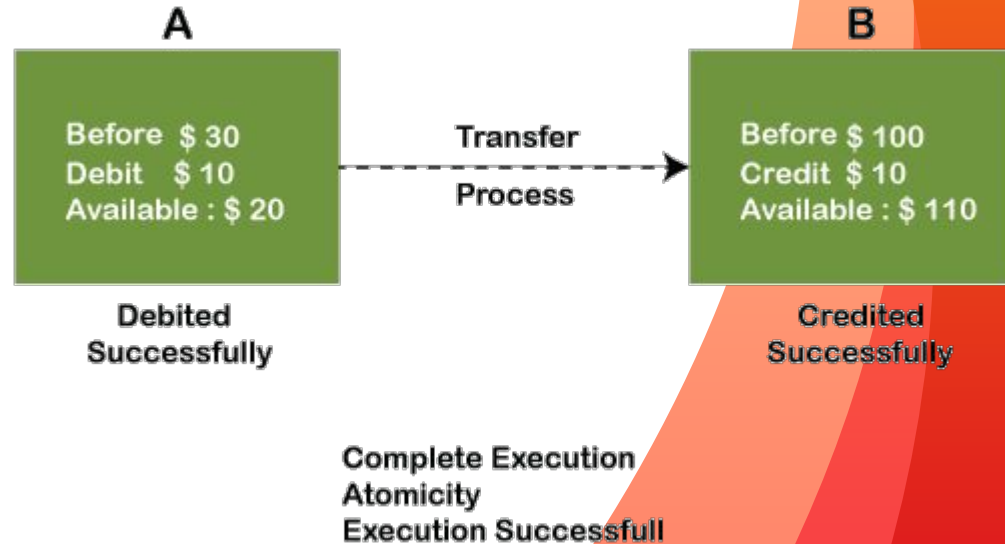 A
Before $ 30
Debit $ 10
Available : $ 20
Debited
Successfully
Transfer
Process
B
Before $ 100
Credit $ 10
Available : $ 110
Credited
Successfully
Complete Execution
Atomicity
Execution Successfull